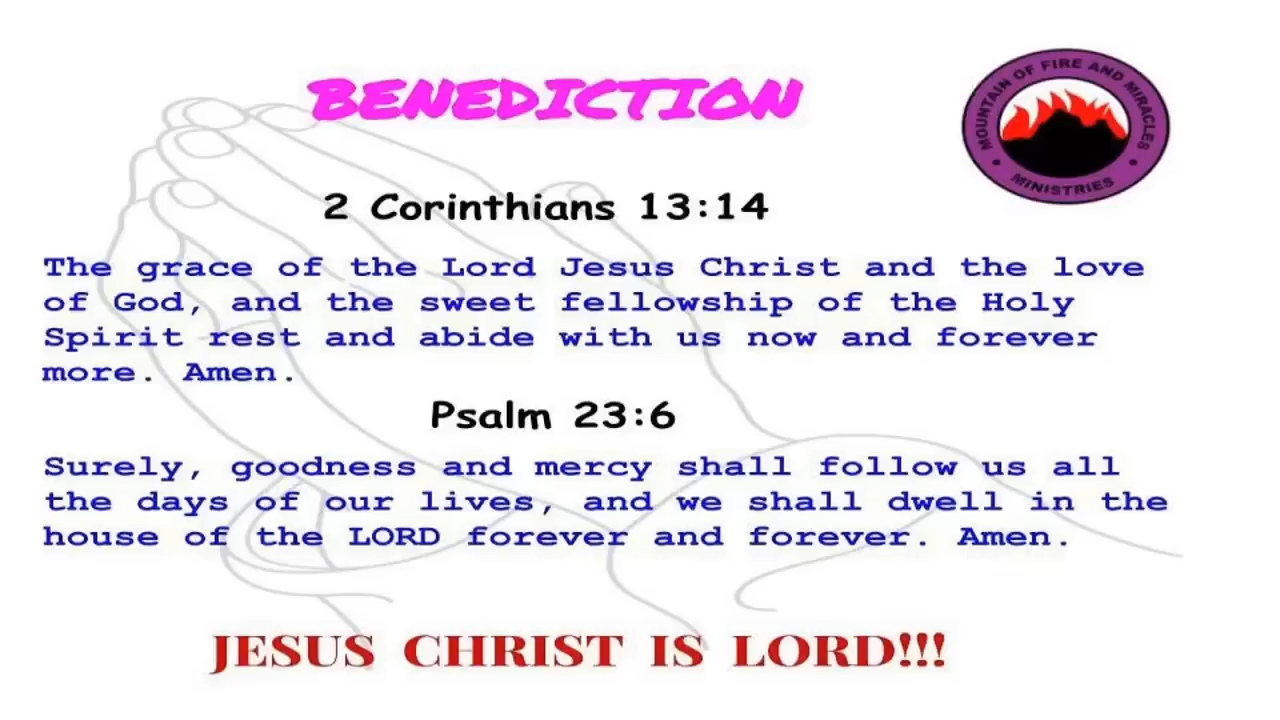 BENEDICTION
MOUNTAIN OF FIRE AND MIRACLES
MINISTRIES
2 Corinthians 13:14
The grace of the Lord Jesus Christ and the love
of God, and the sweet fellowship of the Holy
Spirit rest and abide with us now and forever
more. Amen.
Psalm 23:6
Surely, goodness and mercy shall follow us all
the days of our lives, and we shall dwell in the
house of the LORD forever and forever. Amen.
JESUS CHRIST IS LORD!!!